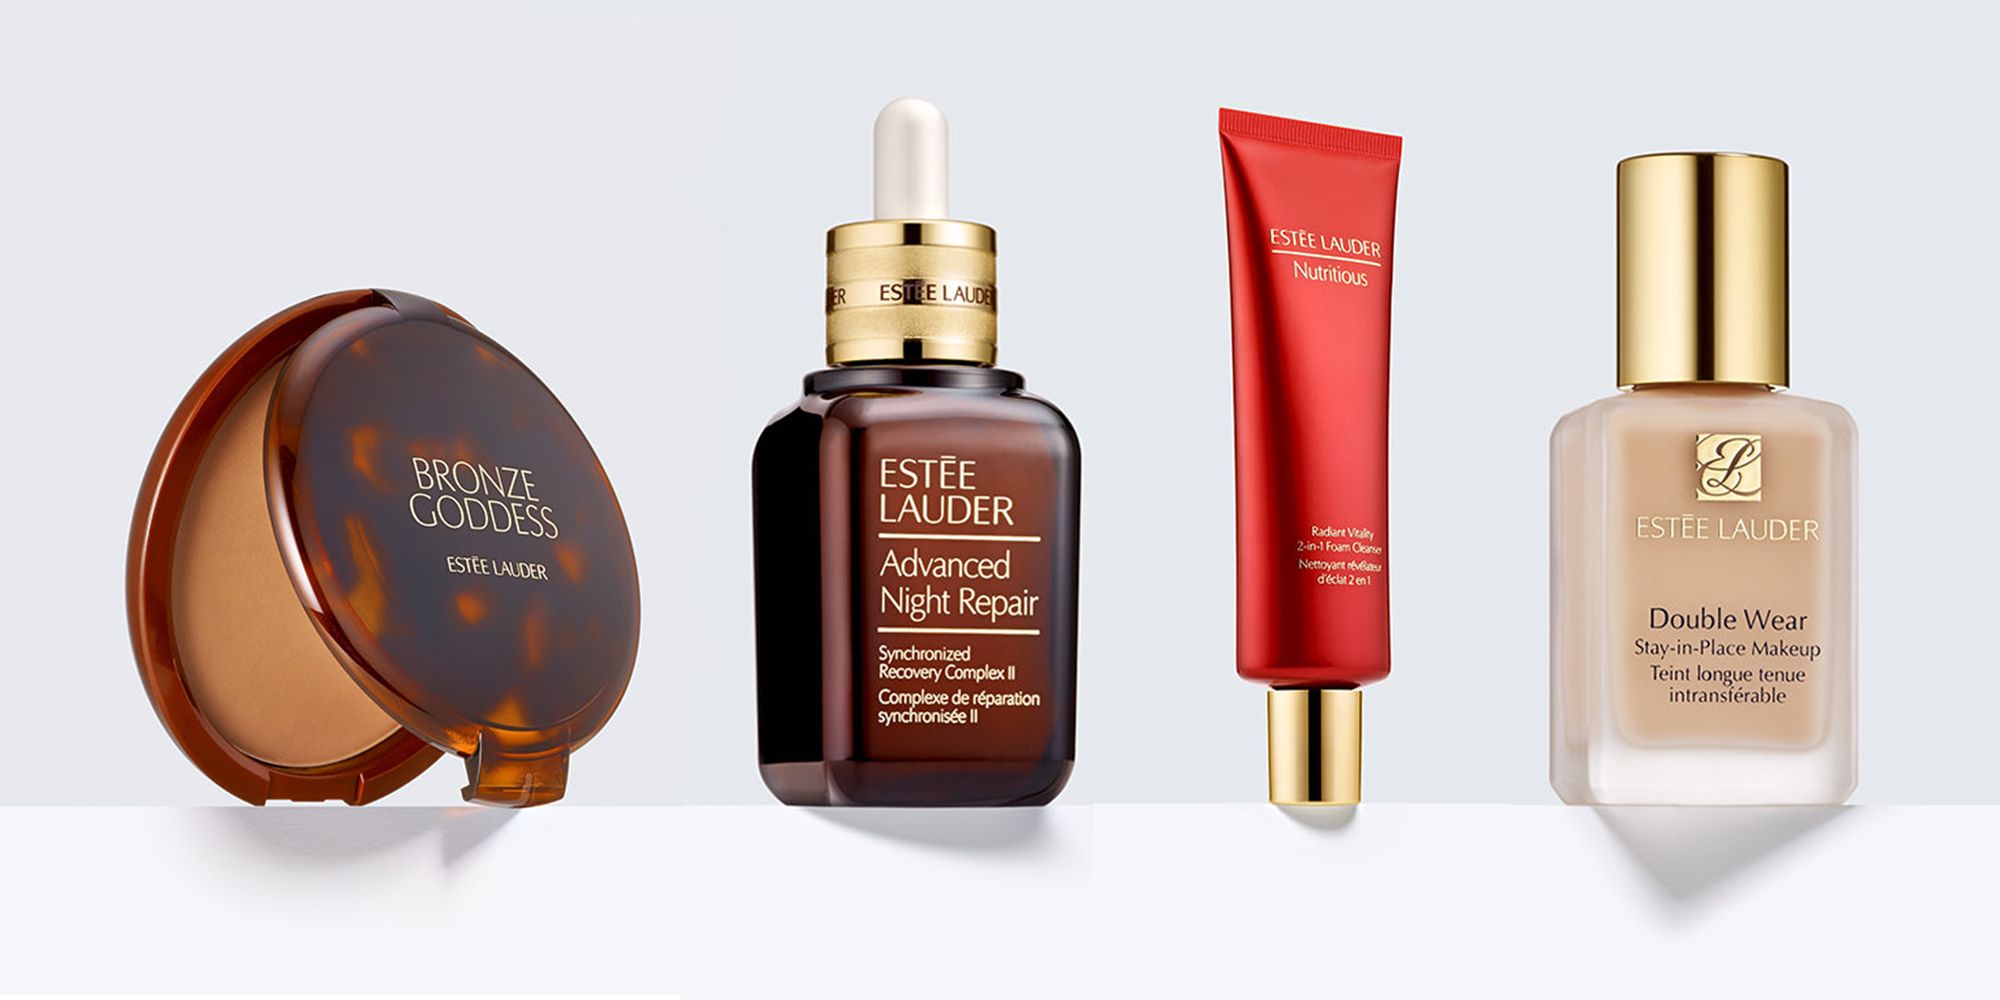 BRONZE
GODDESS
ESTĒE LAUDER
ER ESTĒE LAUDE
ESTĒE
LAUDER
Advanced
Night Repair
Synchronized
Recovery Complex II
Complexe de réparation
synchronisée II
ESTĒE LAUDER
Nutritious
Radiant Vitality
2-in-1 Foam Cleanser
Nettoyant révélateur
d'éclat 2 en 1
EL
ESTĒE LAUDER
Double Wear
Stay-in-Place Makeup
Teint longue tenue
intransférable